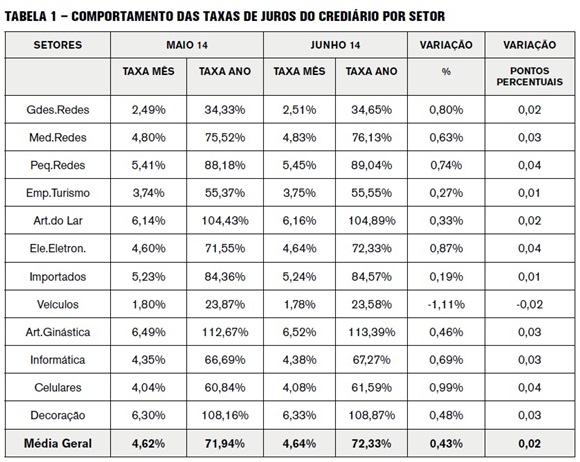 TABELA 1 – COMPORTAMENTO DAS TAXAS DE JUROS DO CREDIÁRIO POR SETOR
SETORES MAIO 14 JUNHO 14 VARIAÇÃO VARIAÇÃO
TAXA MÊS TAXA ANO TAXA MÊS TAXA ANO % PONTOS PERCENTUAIS
Gdes.Redes 2,49% 34,33% 2,51% 34,65% 0,80% 0,02
Med.Redes 4,80% 75,52% 4,83% 76,13% 0,63% 0,03
Peq.Redes 5,41% 88,18% 5,45% 89,04% 0,74% 0,04
Emp.Turismo 3,74% 55,37% 3,75% 55,55% 0,27% 0,01
Art.do Lar 6,14% 104,43% 6,16% 104,89% 0,33% 0,02
Ele.Eletron. 4,60% 71,55% 4,64% 72,33% 0,87% 0,04
Importados 5,23% 84,36% 5,24% 84,57% 0,19% 0,01
Veículos 1,80% 23,87% 1,78% 23,58% -1,11% -0,02
Art.Ginástica 6,49% 112,67% 6,52% 113,39% 0,46% 0,03
Informática 4,35% 66,69% 4,38% 67,27% 0,69% 0,03
Celulares 4,04% 60,84% 4,08% 61,59% 0,99% 0,04
Decoração 6,30% 108,16% 6,33% 108,87% 0,48% 0,03
Média Geral 4,62% 71,94% 4,64% 72,33% 0,43% 0,02